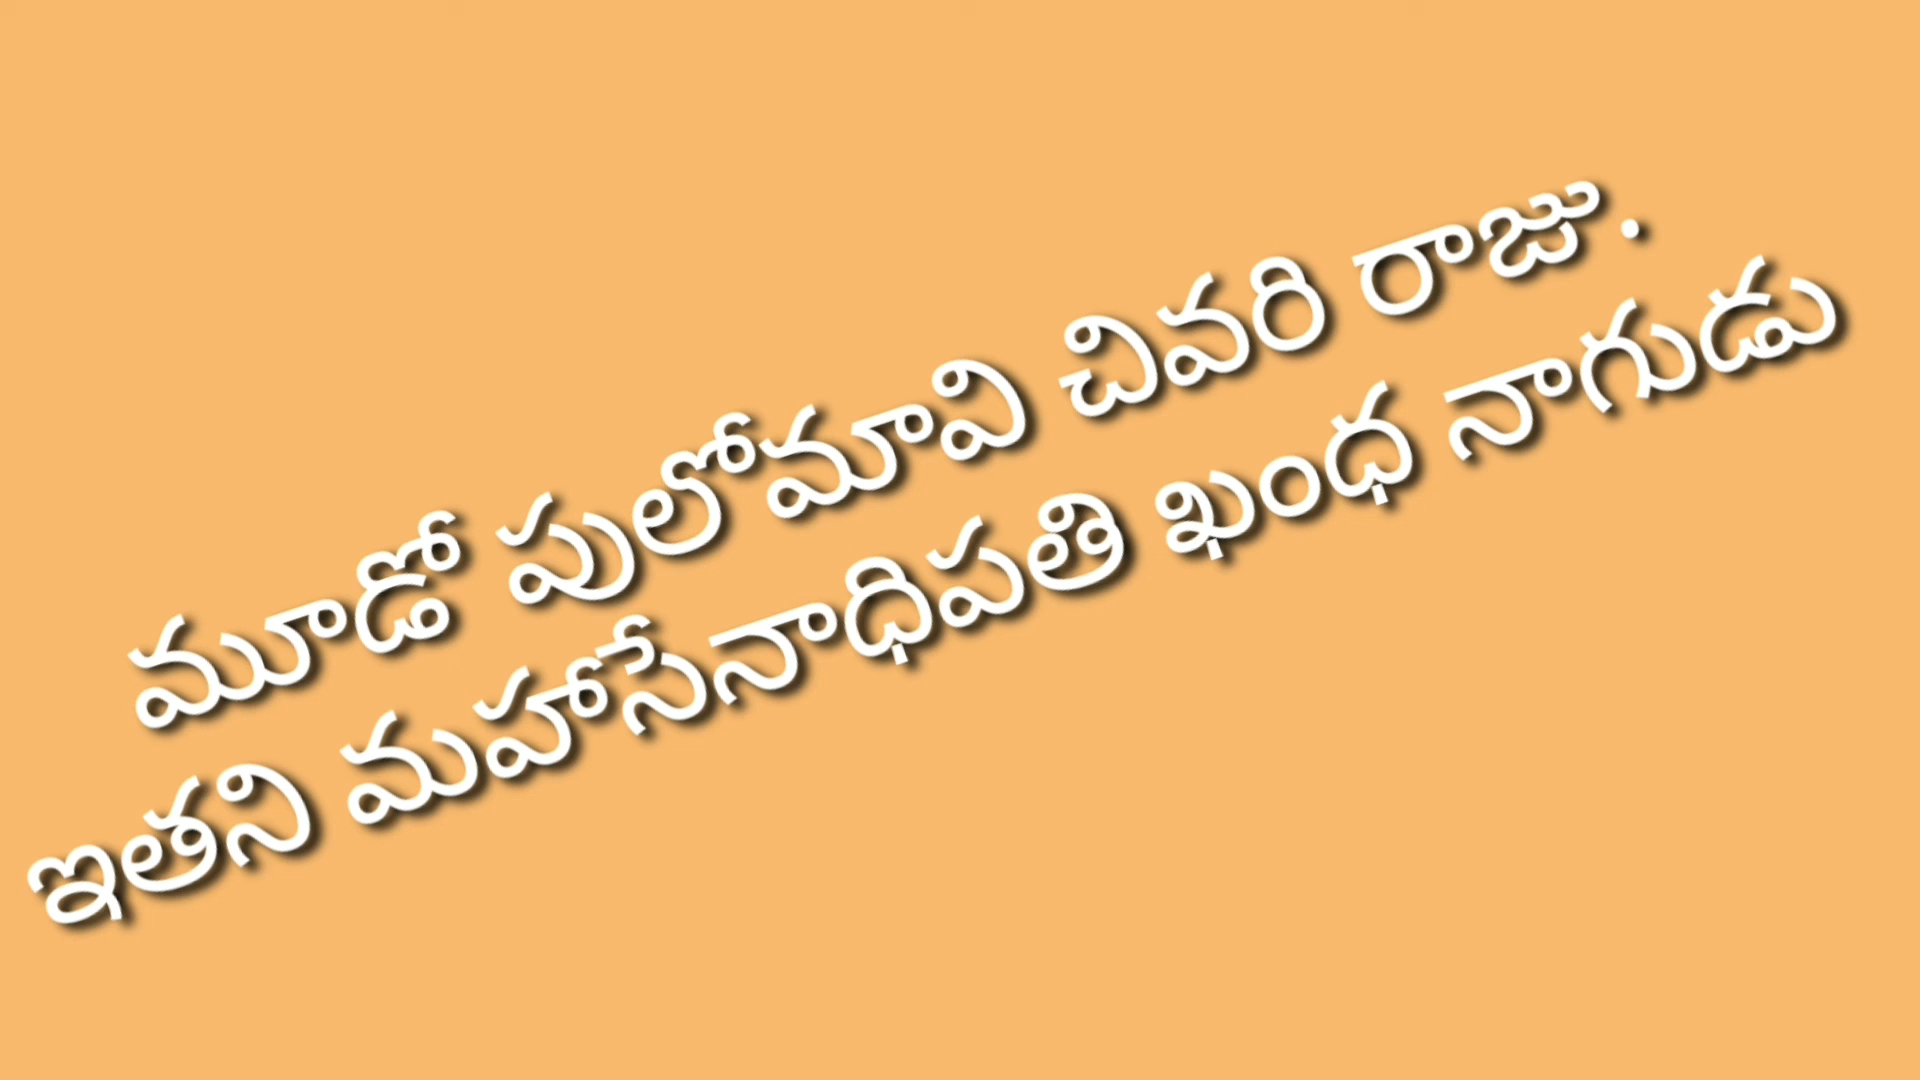 మూడో పులోమావి చివరి రాజు.
ఇతని మహాసేనాధిపతి ఖంధ నాగుడు